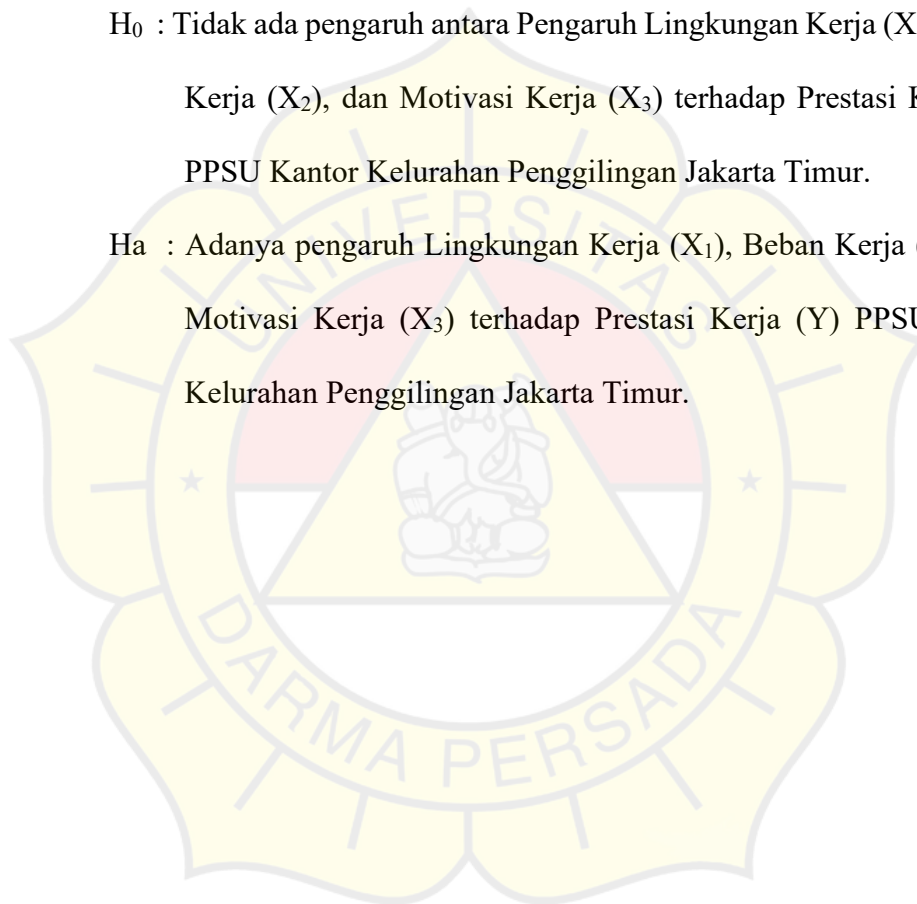 H₀ : Tidak ada pengaruh antara Pengaruh Lingkungan Kerja (X
Kerja (X₂), dan Motivasi Kerja (X₃) terhadap Prestasi
PPSU Kantor Kelurahan Penggilingan Jakarta Timur.
Ha : Adanya pengaruh Lingkungan Kerja (X₁), Beban Kerja
Motivasi Kerja (X₃) terhadap Prestasi Kerja (Y) PPSU
Kelurahan Penggilingan Jakarta Timur.
UNIVERSITAS
DARMA PERSADA